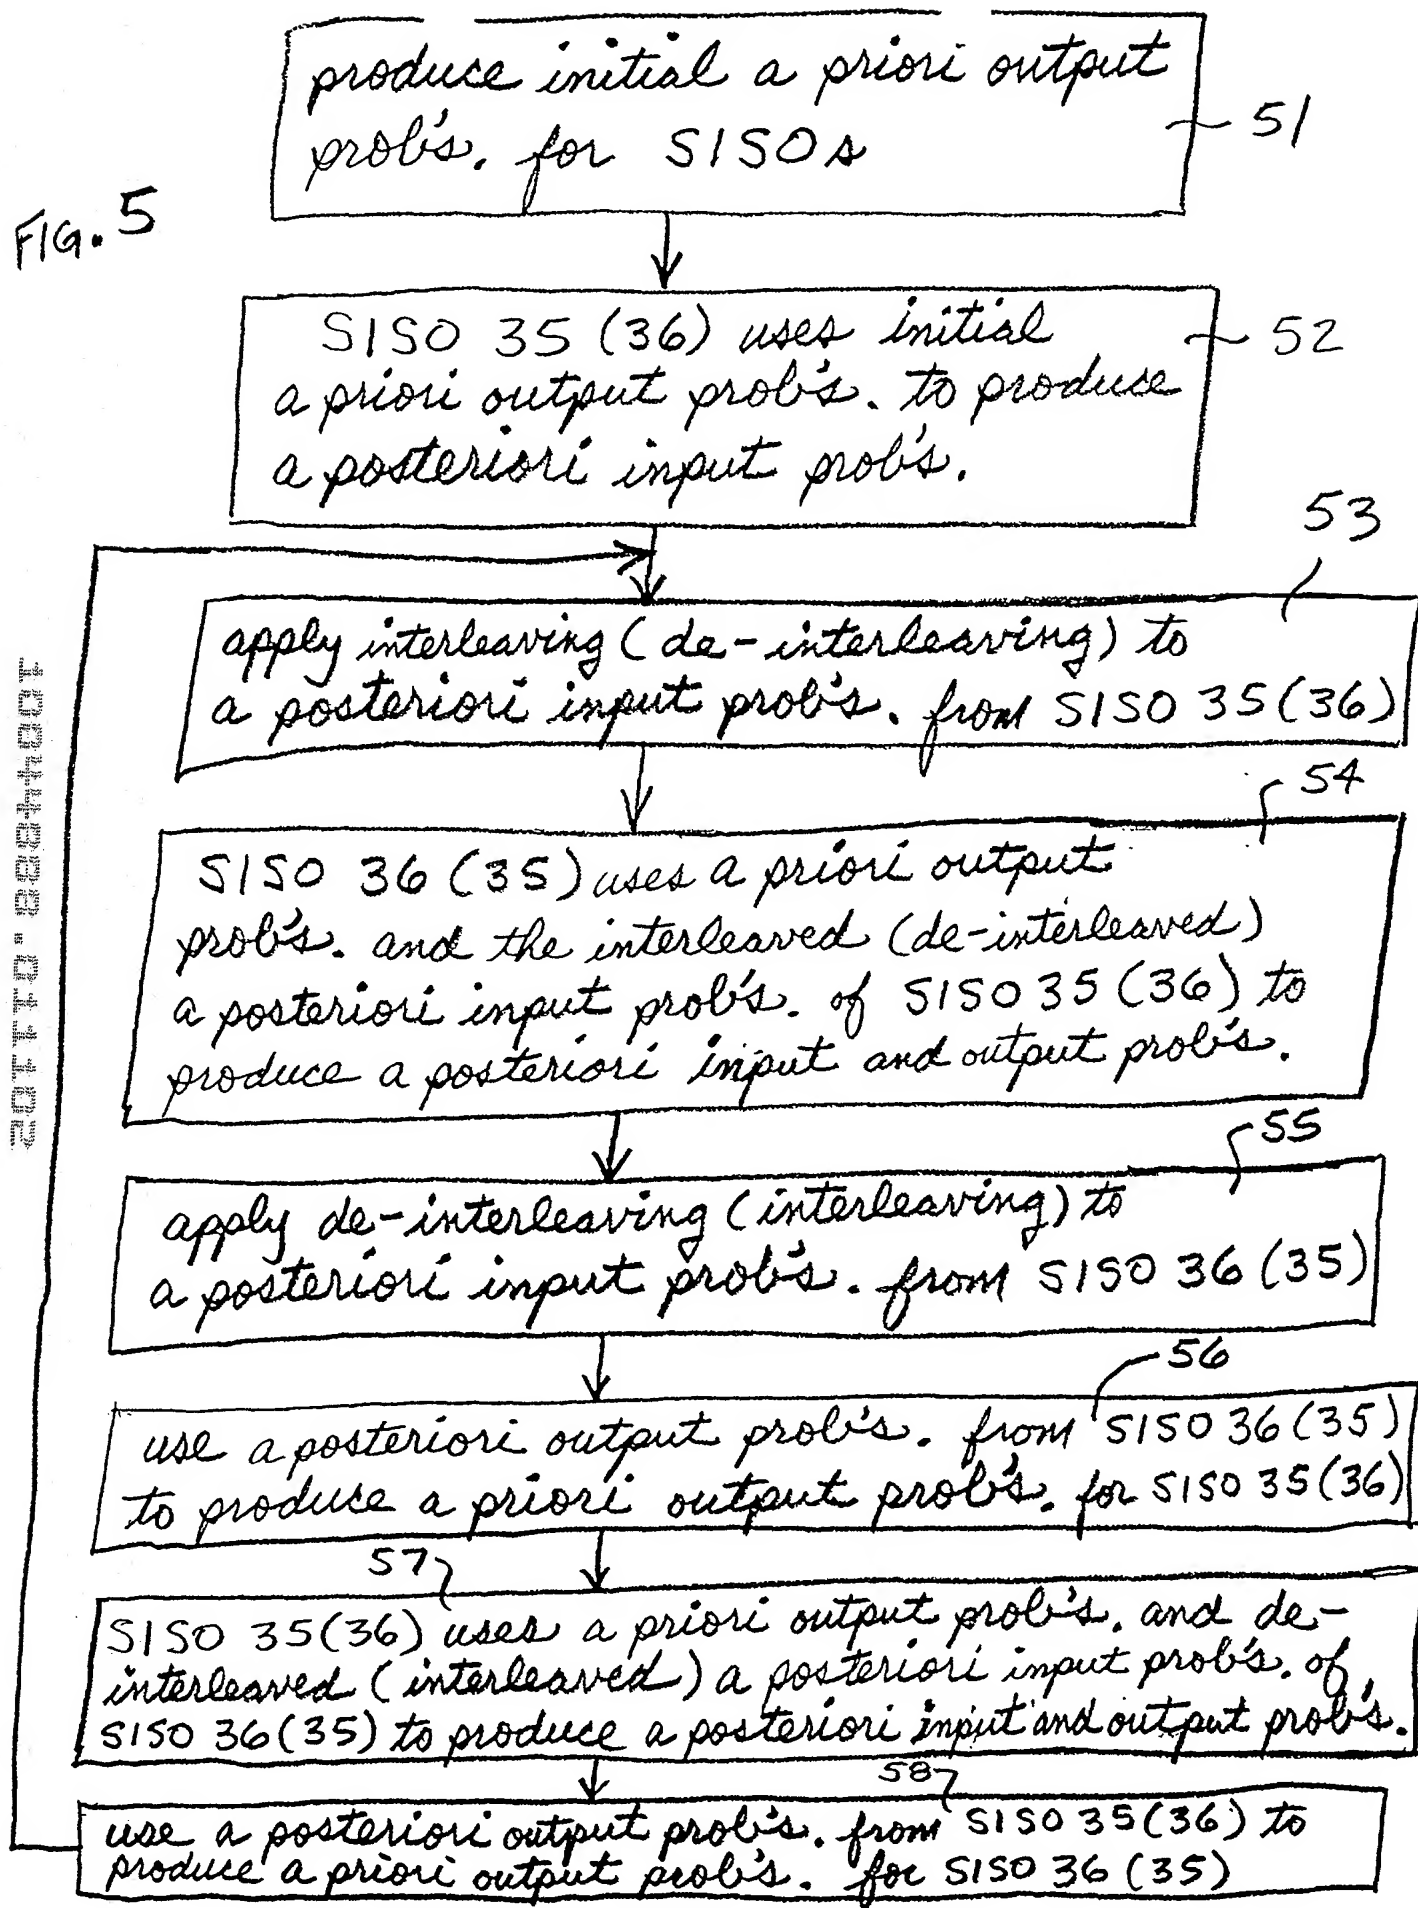 produce initial a priori output
prob's. for SISOs
51
FIG. 5
SISO 35 (36) uses initial
a priori output prob's. to produce
a posteriori input prob's.
52
53
apply interleaving (de-interleaving) to
a posteriori input prob's. from SISO 35(36)
54
SISO 36 (35) uses a priori output
prob's. and the interleaved (de-interleaved)
a posteriori input prob's. of SISO 35 (36) to
produce a posteriori input and output prob's.
55
apply de-interleaving (interleaving) to
a posteriori input prob's. from SISO 36 (35)
56
use a posteriori output prob's. from SISO 36 (35)
to produce a priori output prob's. for SISO 35 (36)
57
SISO 35(36) uses a priori output prob's. and de-
interleaved (interleaved) a posteriori input prob's. of
SISO 36 (35) to produce a posteriori input and output prob's.
58
use a posteriori output prob's. from SISO 35 (36) to
produce a priori output prob's. for SISO 36 (35)
10044888.011102